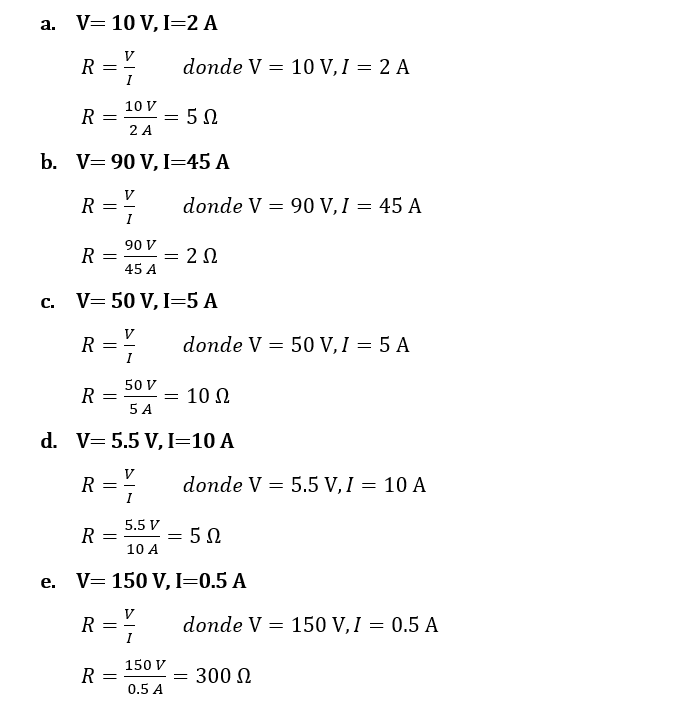 a. V= 10 V, I=2 A
R = V/I donde V = 10 V, I = 2 A
R = 10 V/2 A = 5 Ω
b. V= 90 V, I=45 A
R = V/I donde V = 90 V, I = 45 A
R = 90 V/45 A = 2 Ω
c. V= 50 V, I=5 A
R = V/I donde V = 50 V, I = 5 A
R = 50 V/5 A = 10 Ω
d. V= 5.5 V, I=10 A
R = V/I donde V = 5.5 V, I = 10 A
R = 5.5 V/10 A = 5 Ω
e. V= 150 V, I=0.5 A
R = V/I donde V = 150 V, I = 0.5 A
R = 150 V/0.5 A = 300 Ω